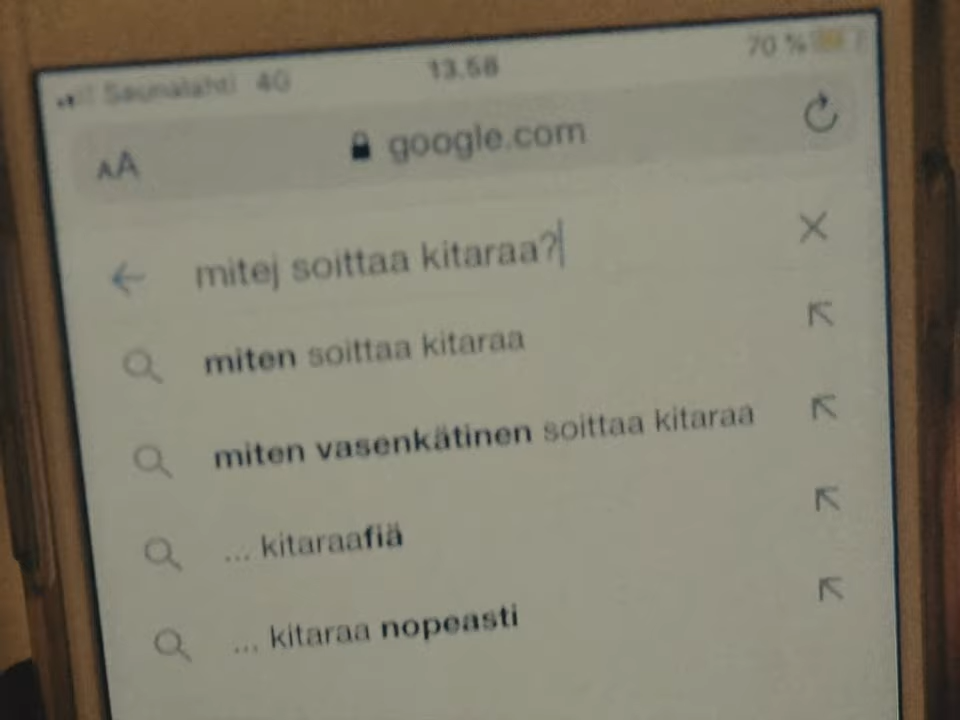 Saunalahti 4G 13.58 70 %
AA google.com
mitej soittaa kitaraa?
miten soittaa kitaraa
miten vasenkätinen soittaa kitaraa
... kitaraafiä
... kitaraa nopeasti